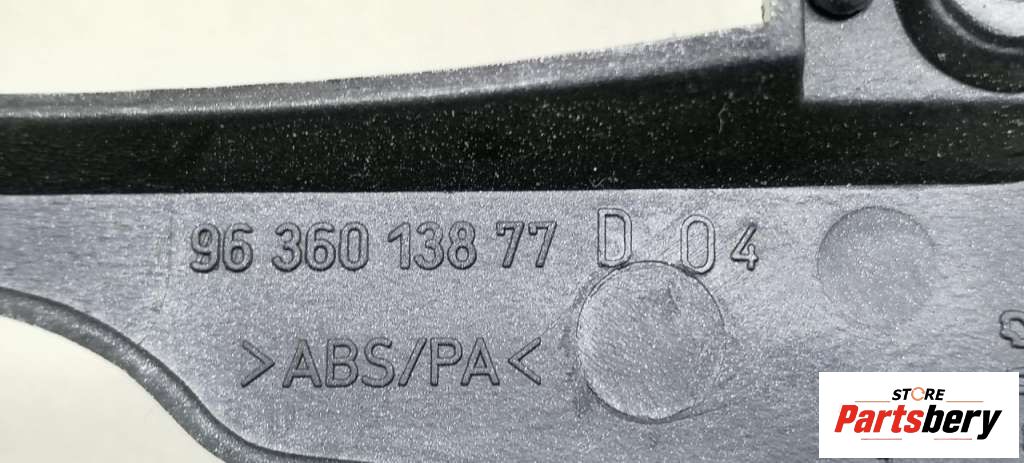 96 360 138 77 D 04
>ABS/PA<
STORE
Partsbery